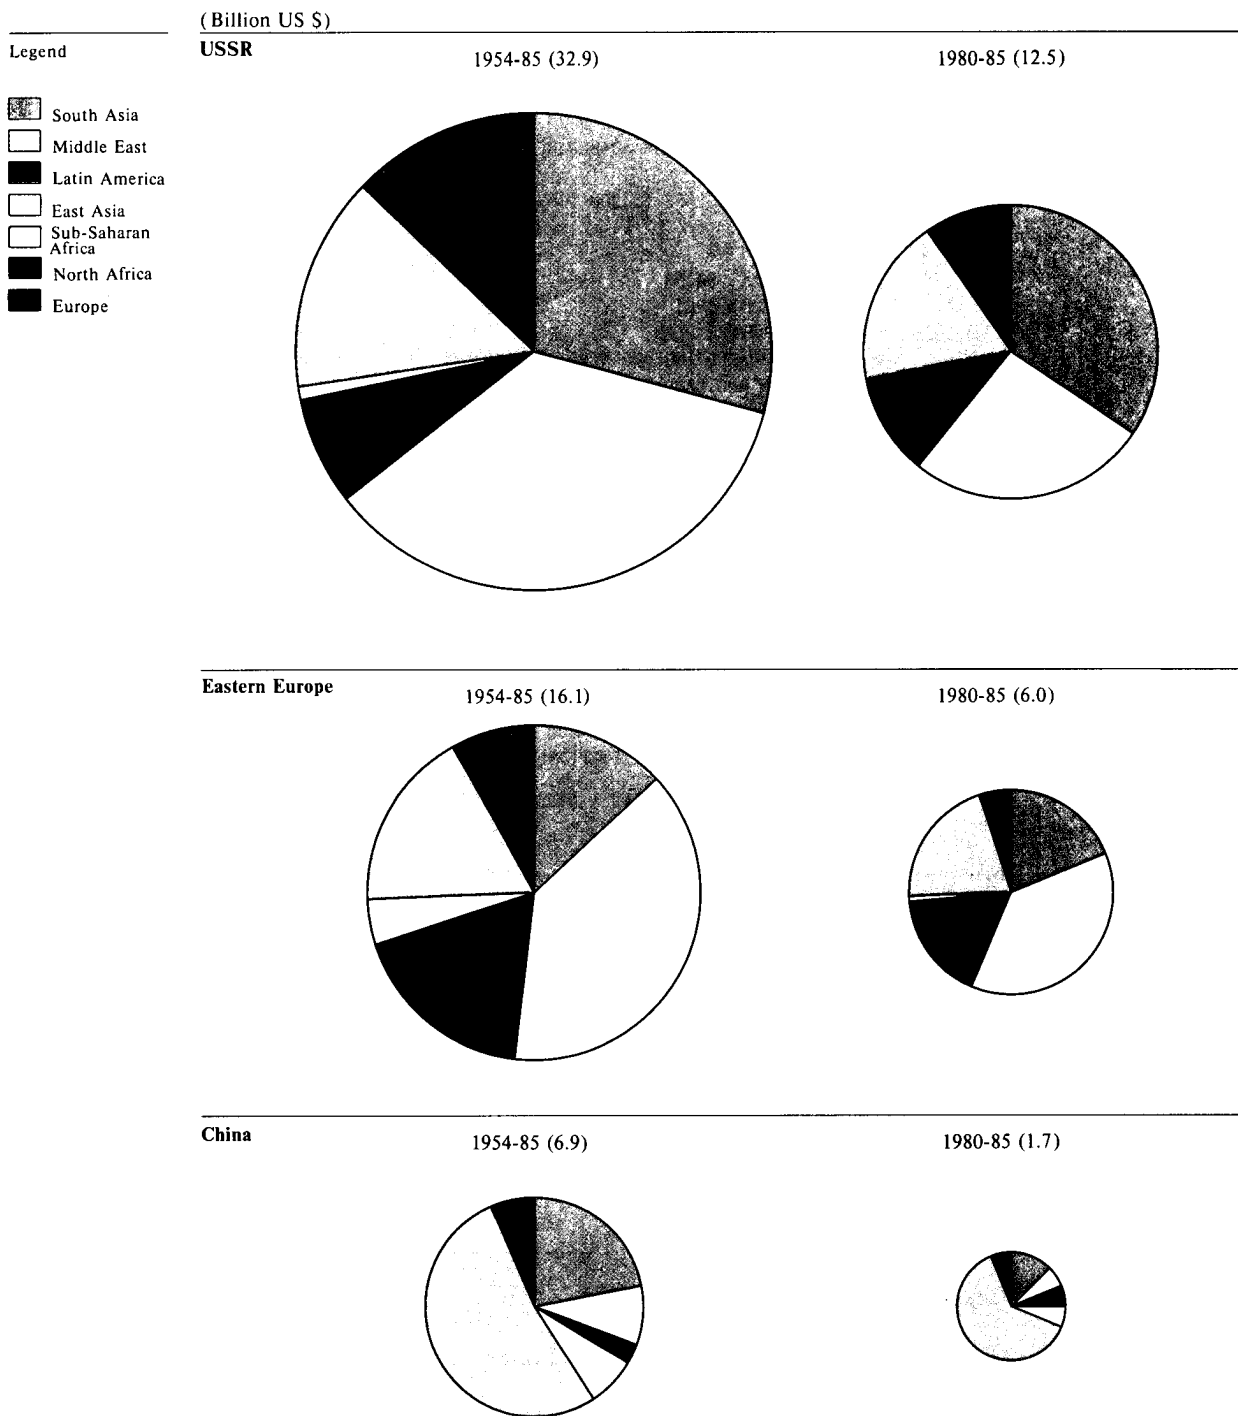 (Billion US $)
Legend
South Asia
Middle East
Latin America
East Asia
Sub-Saharan
Africa
North Africa
Europe
USSR
1954-85 (32.9)
1980-85 (12.5)
Eastern Europe
1954-85 (16.1)
1980-85 (6.0)
China
1954-85 (6.9)
1980-85 (1.7)